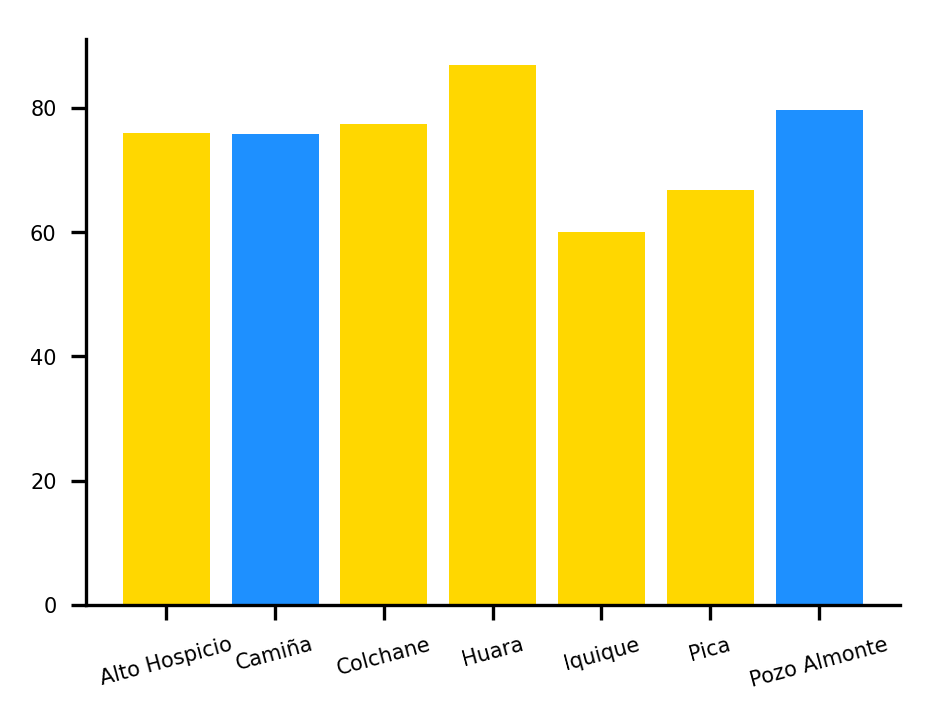 80
60
40
20
0
Alto Hospicio
Camiña
Colchane
Huara
Iquique
Pica
Pozo Almonte